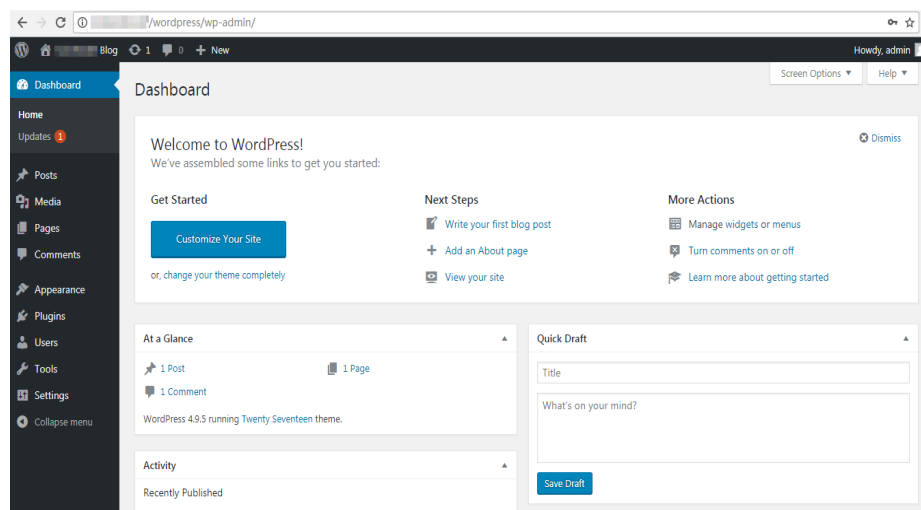 /wordpress/wp-admin/
Blog 1 0 + New Howdy, admin
Screen Options ▼ Help ▼
Dashboard
Home
Updates 1
Posts
Media
Pages
Comments
Appearance
Plugins
Users
Tools
Settings
Collapse menu
Dashboard
Welcome to WordPress!
We've assembled some links to get you started:
Dismiss
Get Started
Customize Your Site
or, change your theme completely
Next Steps
Write your first blog post
Add an About page
View your site
More Actions
Manage widgets or menus
Turn comments on or off
Learn more about getting started
At a Glance
1 Post
1 Page
1 Comment
WordPress 4.9.5 running Twenty Seventeen theme.
Activity
Recently Published
Quick Draft
Title
What's on your mind?
Save Draft